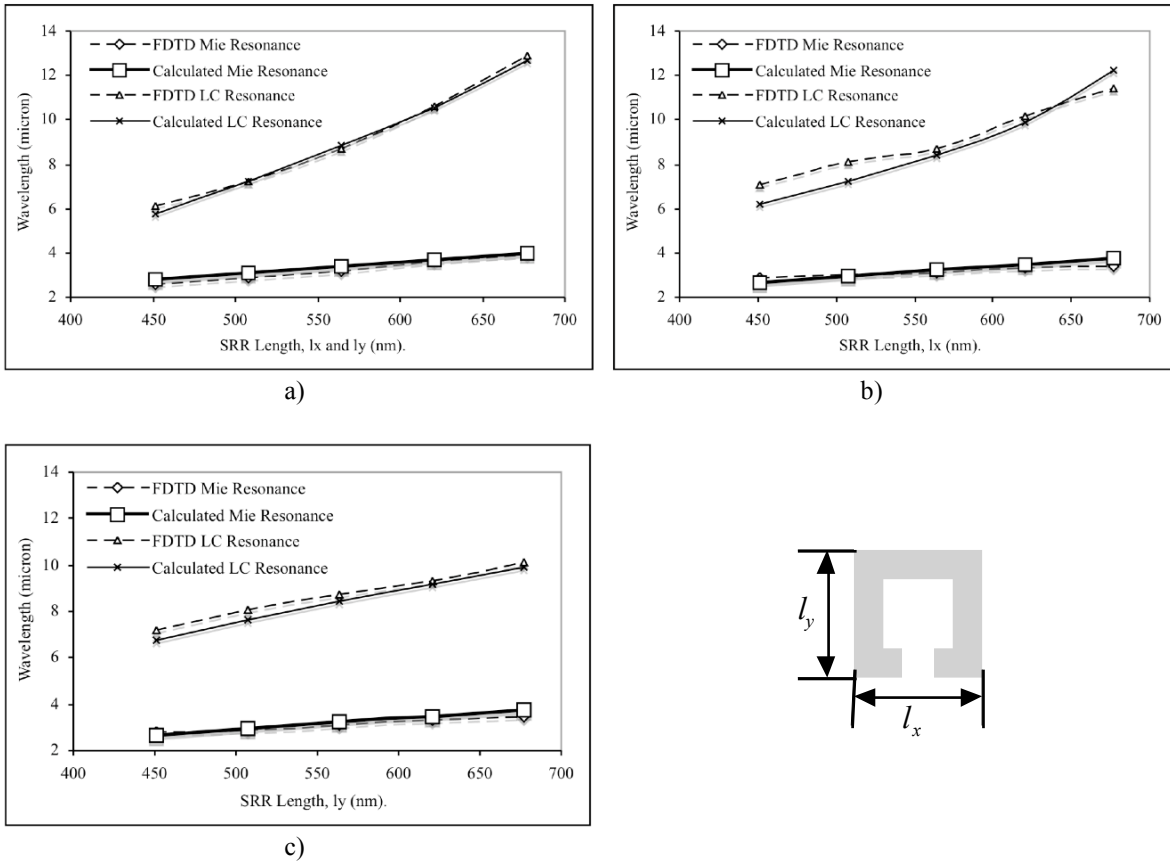 14
12
10
8
6
4
2
Wavelength (micron)
FDTD Mie Resonance
Calculated Mie Resonance
FDTD LC Resonance
Calculated LC Resonance
400 450 500 550 600 650 700
SRR Length, lx and ly (nm).
a)
14
12
10
8
6
4
2
Wavelength (micron)
FDTD Mie Resonance
Calculated Mie Resonance
FDTD LC Resonance
Calculated LC Resonance
400 450 500 550 600 650 700
SRR Length, lx (nm).
b)
14
12
10
8
6
4
2
Wavelength (micron)
FDTD Mie Resonance
Calculated Mie Resonance
FDTD LC Resonance
Calculated LC Resonance
400 450 500 550 600 650 700
SRR Length, ly (nm).
c)
l_y
l_x